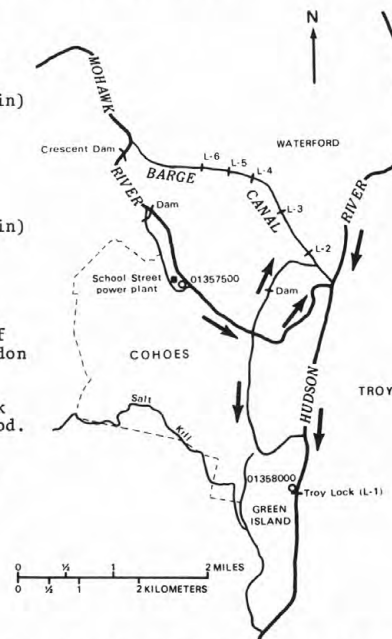 N
MOHAWK
in)
Crescent Dam
L-6
L-5
L-4
WATERFORD
BARGE
CANAL
L-3
RIVER
in)
Dam
RIVER
L-2
School Street
power plant
01357500
Dam
f
don
COHOES
HUDSON
TROY
k
od.
Salt
Kill
01358000
Troy Lock (L-1)
GREEN
ISLAND
0 ½ 1 2 MILES
0 ½ 1 2 KILOMETERS